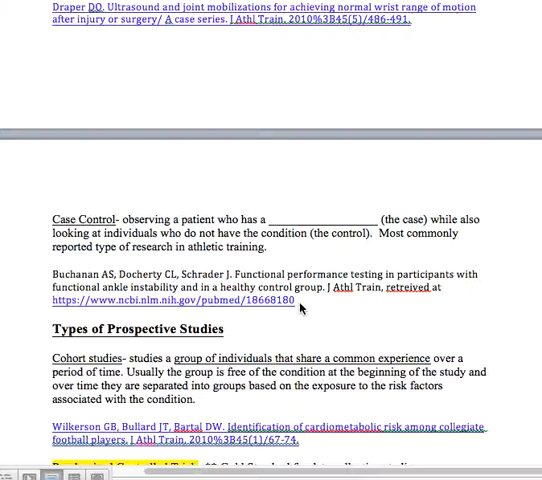 Draper DO. Ultrasound and joint mobilizations for achieving normal wrist range of motion
after injury or surgery/ A case series. J Athl Train. 2010%3B45(5)/486-491.
Case Control- observing a patient who has a ___________________ (the case) while also
looking at individuals who do not have the condition (the control). Most commonly
reported type of research in athletic training.
Buchanan AS, Docherty CL, Schrader J. Functional performance testing in participants with
functional ankle instability and in a healthy control group. J Athl Train, retreived at
https://www.ncbi.nlm.nih.gov/pubmed/18668180
Types of Prospective Studies
Cohort studies- studies a group of individuals that share a common experience over a
period of time. Usually the group is free of the condition at the beginning of the study and
over time they are separated into groups based on the exposure to the risk factors
associated with the condition.
Wilkerson GB, Bullard JT, Bartal DW. Identification of cardiometabolic risk among collegiate
football players. J Athl Train. 2010%3B45(1)/67-74.